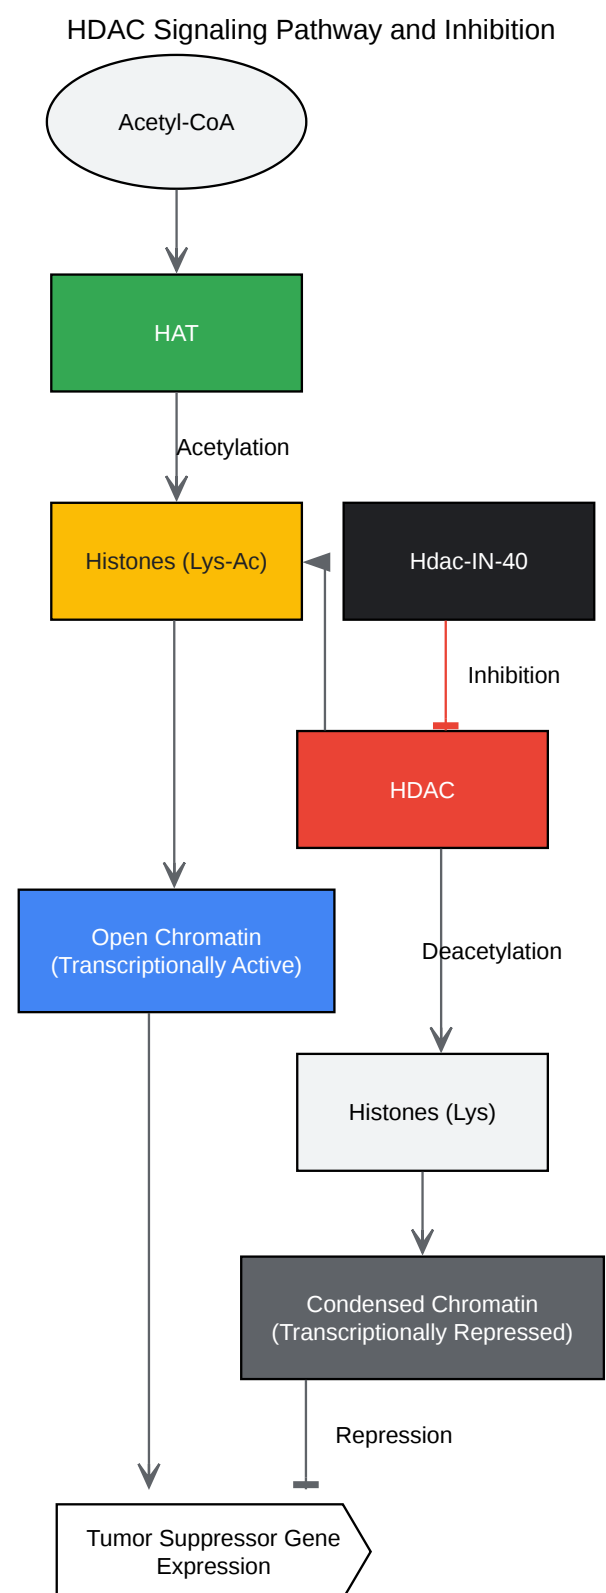 HDAC Signaling Pathway and Inhibition
Acetyl-CoA
HAT
Acetylation
Histones (Lys-Ac)
Hdac-IN-40
Inhibition
HDAC
Open Chromatin
(Transcriptionally Active)
Deacetylation
Histones (Lys)
Condensed Chromatin
(Transcriptionally Repressed)
Repression
Tumor Suppressor Gene
Expression